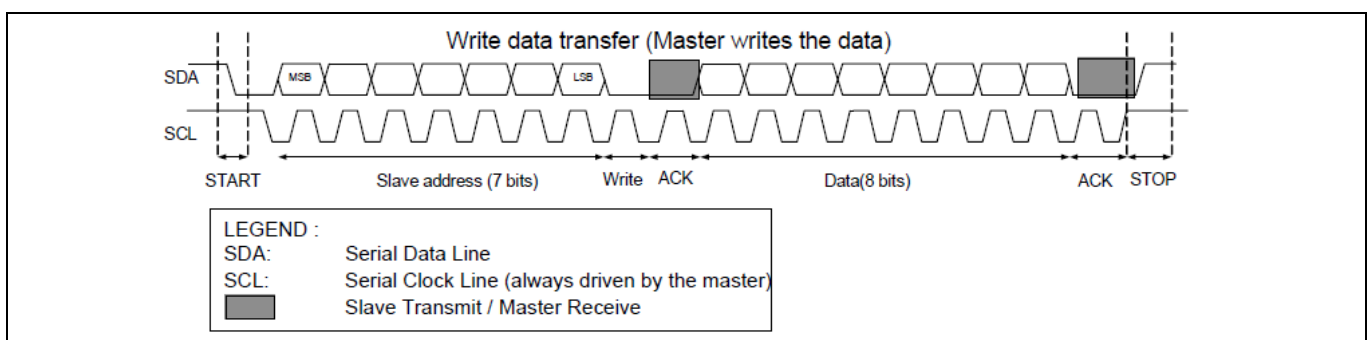 Write data transfer (Master writes the data)
SDA MSB LSB
SCL
START Slave address (7 bits) Write ACK Data(8 bits) ACK STOP
LEGEND :
SDA: Serial Data Line
SCL: Serial Clock Line (always driven by the master)
Slave Transmit / Master Receive